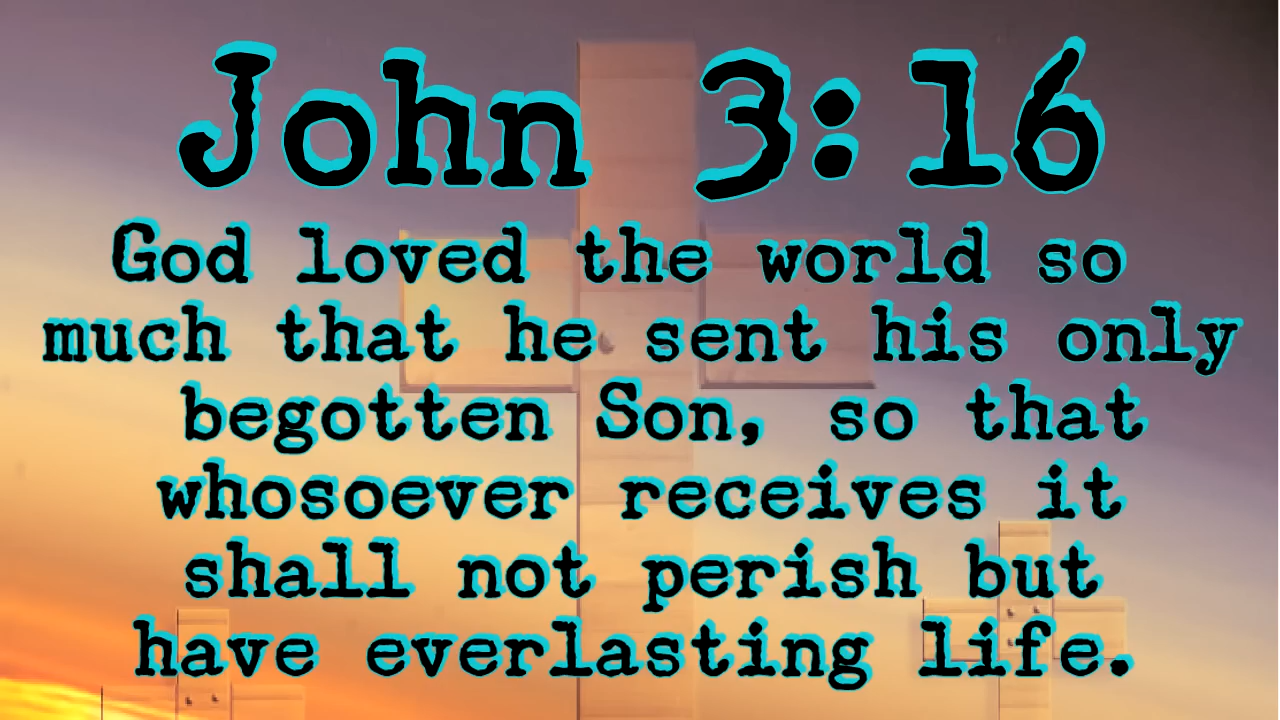 John 3:16
God loved the world so
much that he sent his only
begotten Son, so that
whosoever receives it
shall not perish but
have everlasting life.